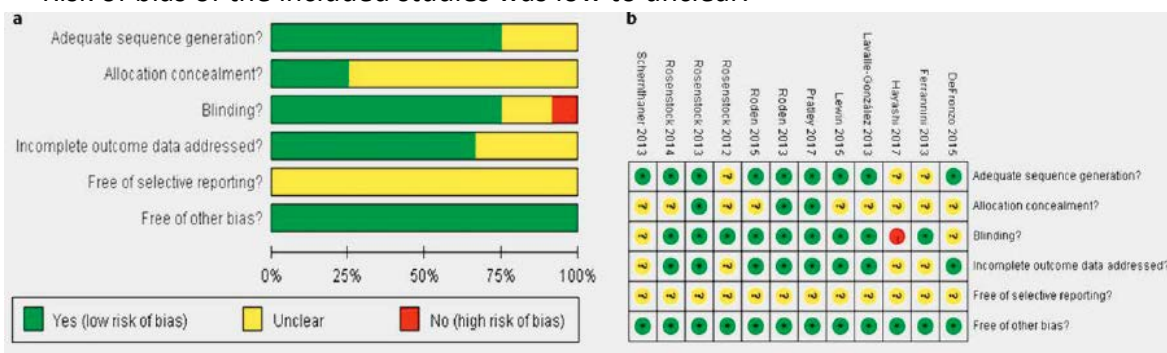 Risk of bias of the included studies was low to unclear.
a
Adequate sequence generation?
Allocation concealment?
Blinding?
Incomplete outcome data addressed?
Free of selective reporting?
Free of other bias?
0% 25% 50% 75% 100%
Yes (low risk of bias) Unclear No (high risk of bias)
b
Schernthaner 2013
Rosenstock 2014
Rosenstock 2013
Rosenstock 2012
Roden 2015
Roden 2013
Pratley 2017
Lewin 2015
Lavalle-González 2013
Hayashi 2017
Ferrannini 2013
DeFronzo 2015
? ? ? Adequate sequence generation?
? ? ? ? ? ? ? ? ? Allocation concealment?
? ? Blinding?
? ? ? ? Incomplete outcome data addressed?
? ? ? ? ? ? ? ? ? ? ? ? Free of selective reporting?
Free of other bias?